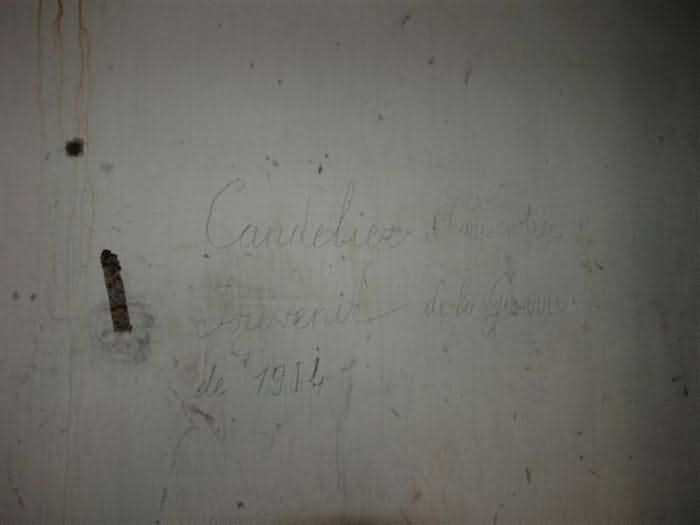 Candelier
Souvenir de la Guerre
de 1914